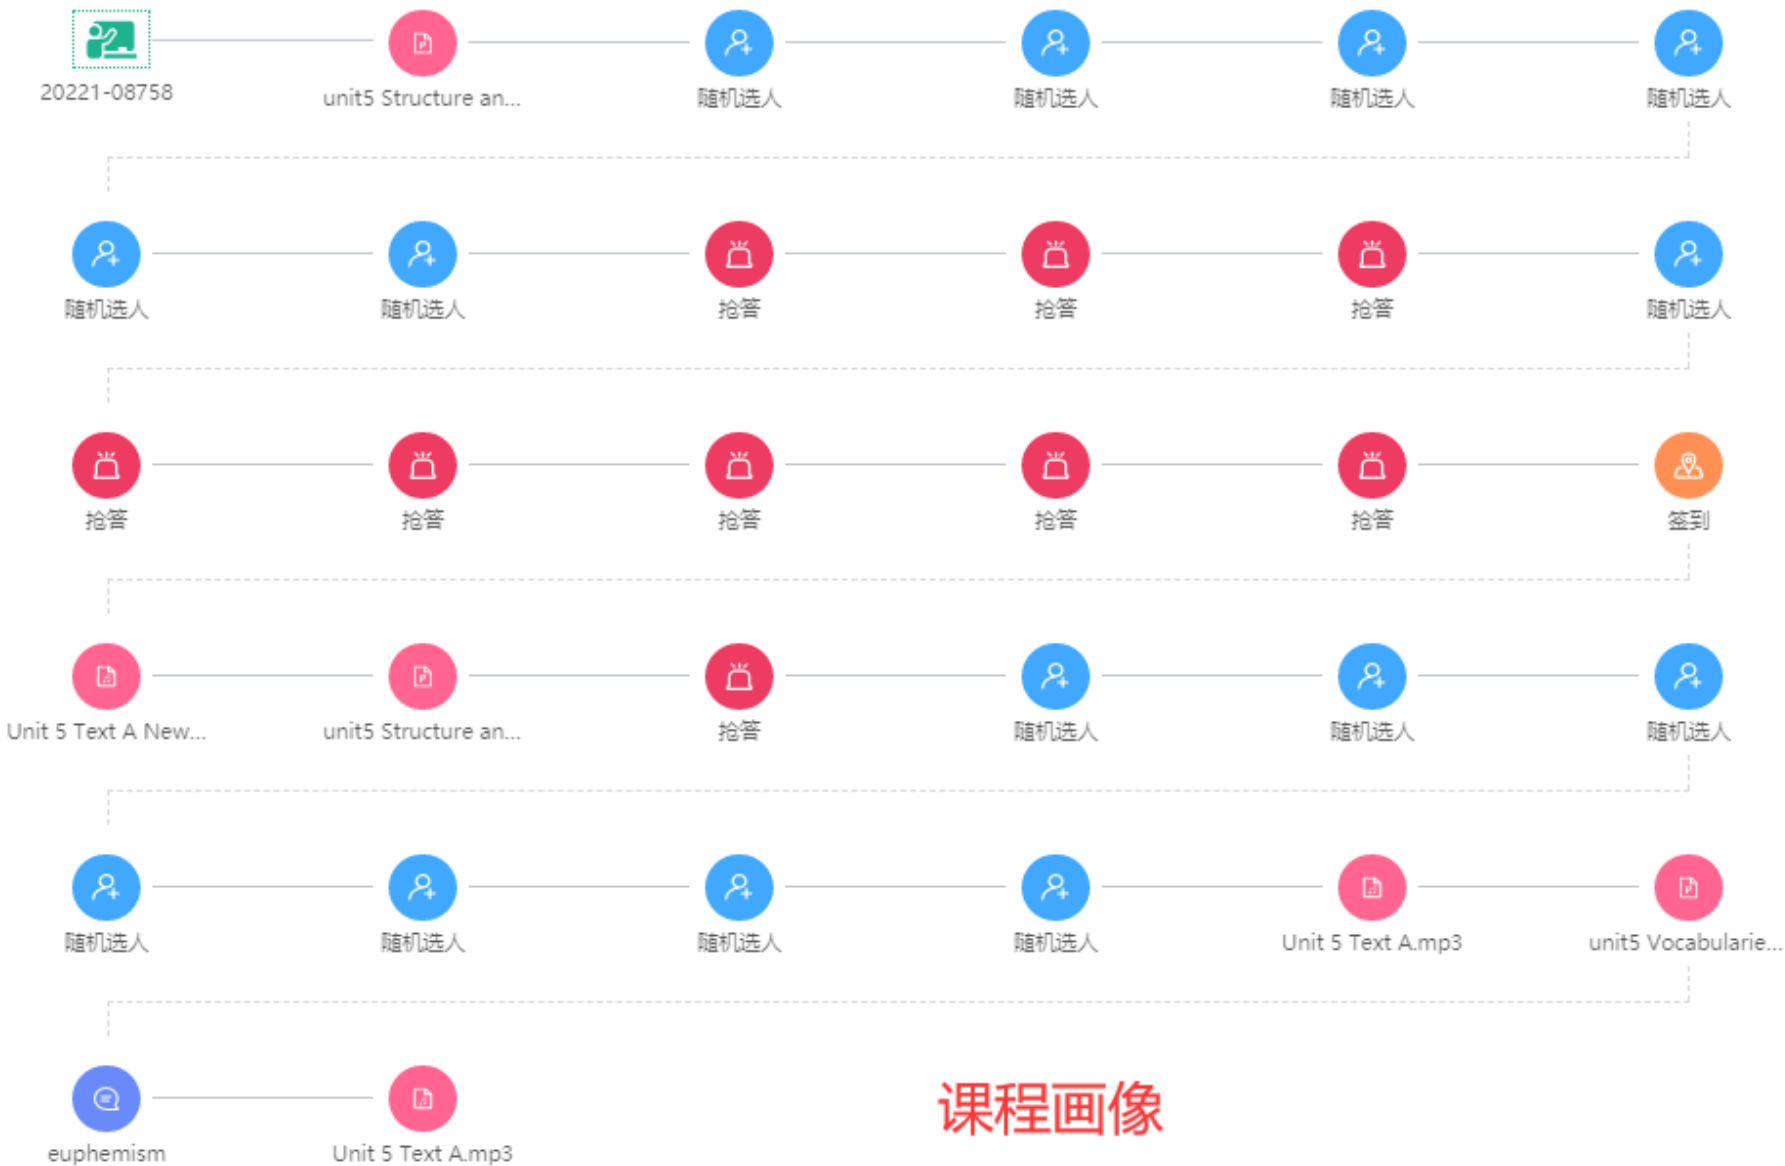 20221-08758
unit5 Structure an...
随机选人
随机选人
随机选人
随机选人
随机选人
随机选人
抢答
抢答
抢答
随机选人
抢答
抢答
抢答
抢答
抢答
签到
Unit 5 Text A New...
unit5 Structure an...
抢答
随机选人
随机选人
随机选人
随机选人
随机选人
随机选人
随机选人
Unit 5 Text A.mp3
unit5 Vocabularie...
euphemism
Unit 5 Text A.mp3
课程画像